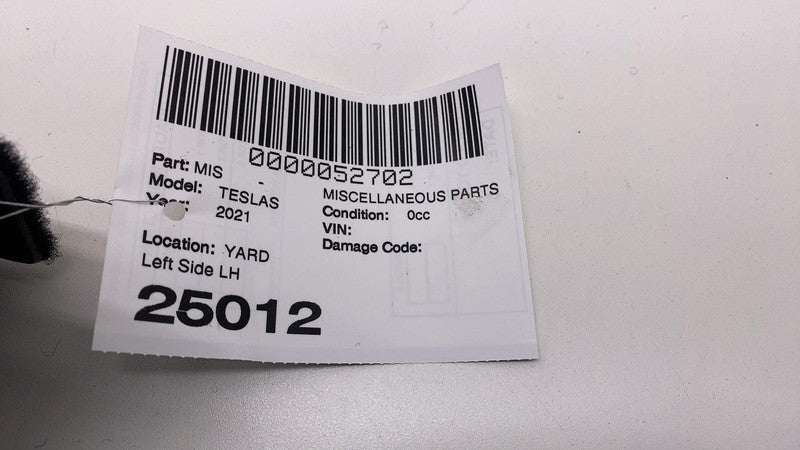 0000052702
Part: MIS - MISCELLANEOUS PARTS
Model: TESLAS Condition: 0cc
Year: 2021 VIN:
Damage Code:
Location: YARD
Left Side LH
25012